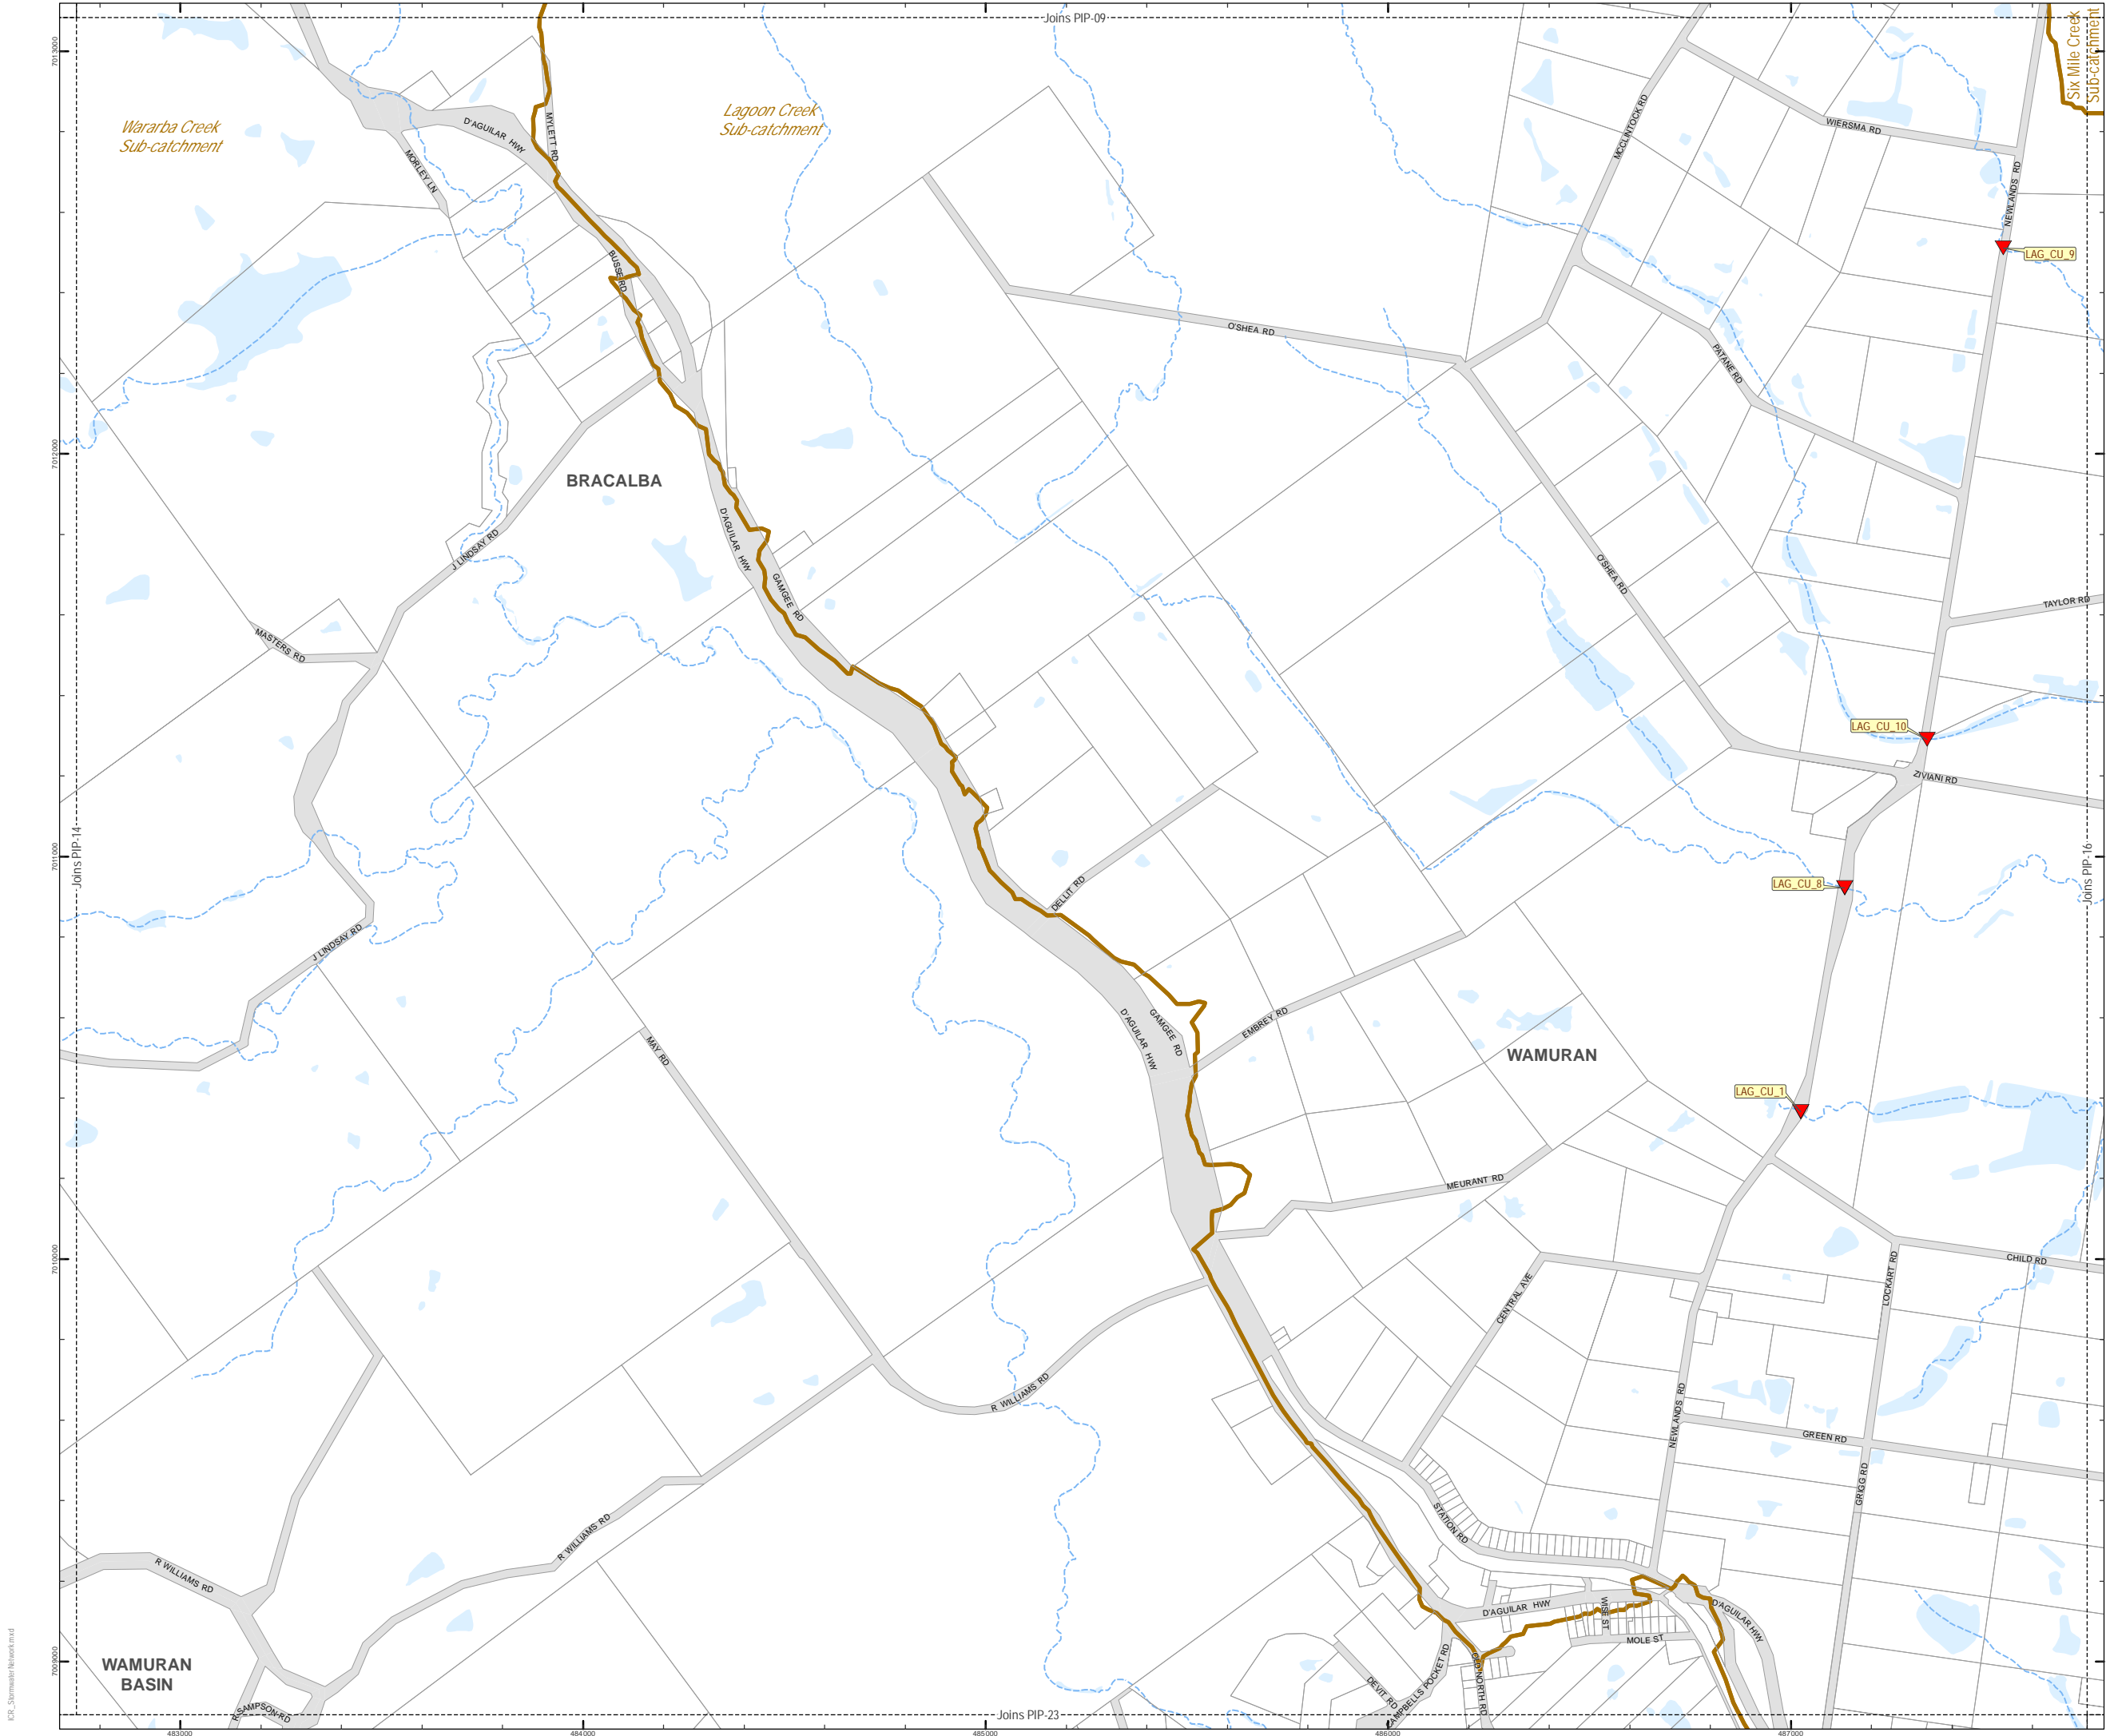 Joins PIP-09
7013000
Six Mile Creek
Sub-catchment
Wararba Creek
Sub-catchment
Lagoon Creek
Sub-catchment
D'AGUILAR HWY
MYLETT RD
MORLEY LN
MCCLINTOCK RD
WIERSMA RD
NEWLANDS RD
LAG_CU_9
BUSSE RD
O'SHEA RD
PATANE RD
7012000
BRACALBA
D'AGUILAR HWY
J LINDSAY RD
GAMGEE RD
O'SHEA RD
TAYLOR RD
MASTERS RD
LAG_CU_10
ZIVIANI RD
7011000
Joins PIP-14
Joins PIP-16
LAG_CU_8
DELLIT RD
J LINDSAY RD
GAMGEE RD
D'AGUILAR HWY
EMBREY RD
MAY RD
WAMURAN
LAG_CU_1
MEURANT RD
7010000
CHILD RD
LOCKART RD
CENTRAL AVE
R WILLIAMS RD
NEWLANDS RD
GREEN RD
GRIGG RD
STATION RD
R WILLIAMS RD
R WILLIAMS RD
D'AGUILAR HWY
WISE ST
D'AGUILAR HWY
MOLE ST
7009000
WAMURAN
BASIN
DEVIT RD
CAMPBELLS POCKET RD
OLD NORTH RD
R SAMPSON RD
Joins PIP-23
483000
484000
485000
486000
487000
ICR_Stormwater Network.mxd